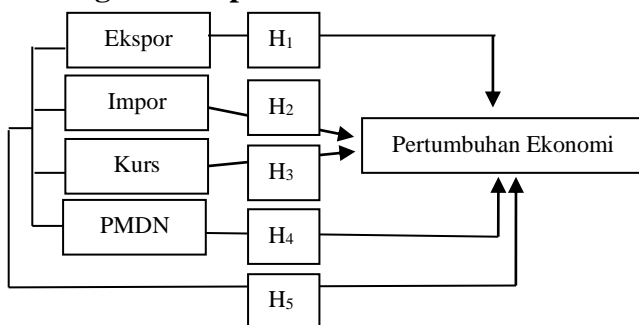 Ekspor
H1
Impor
H2
Pertumbuhan Ekonomi
Kurs
H3
PMDN
H4
H5